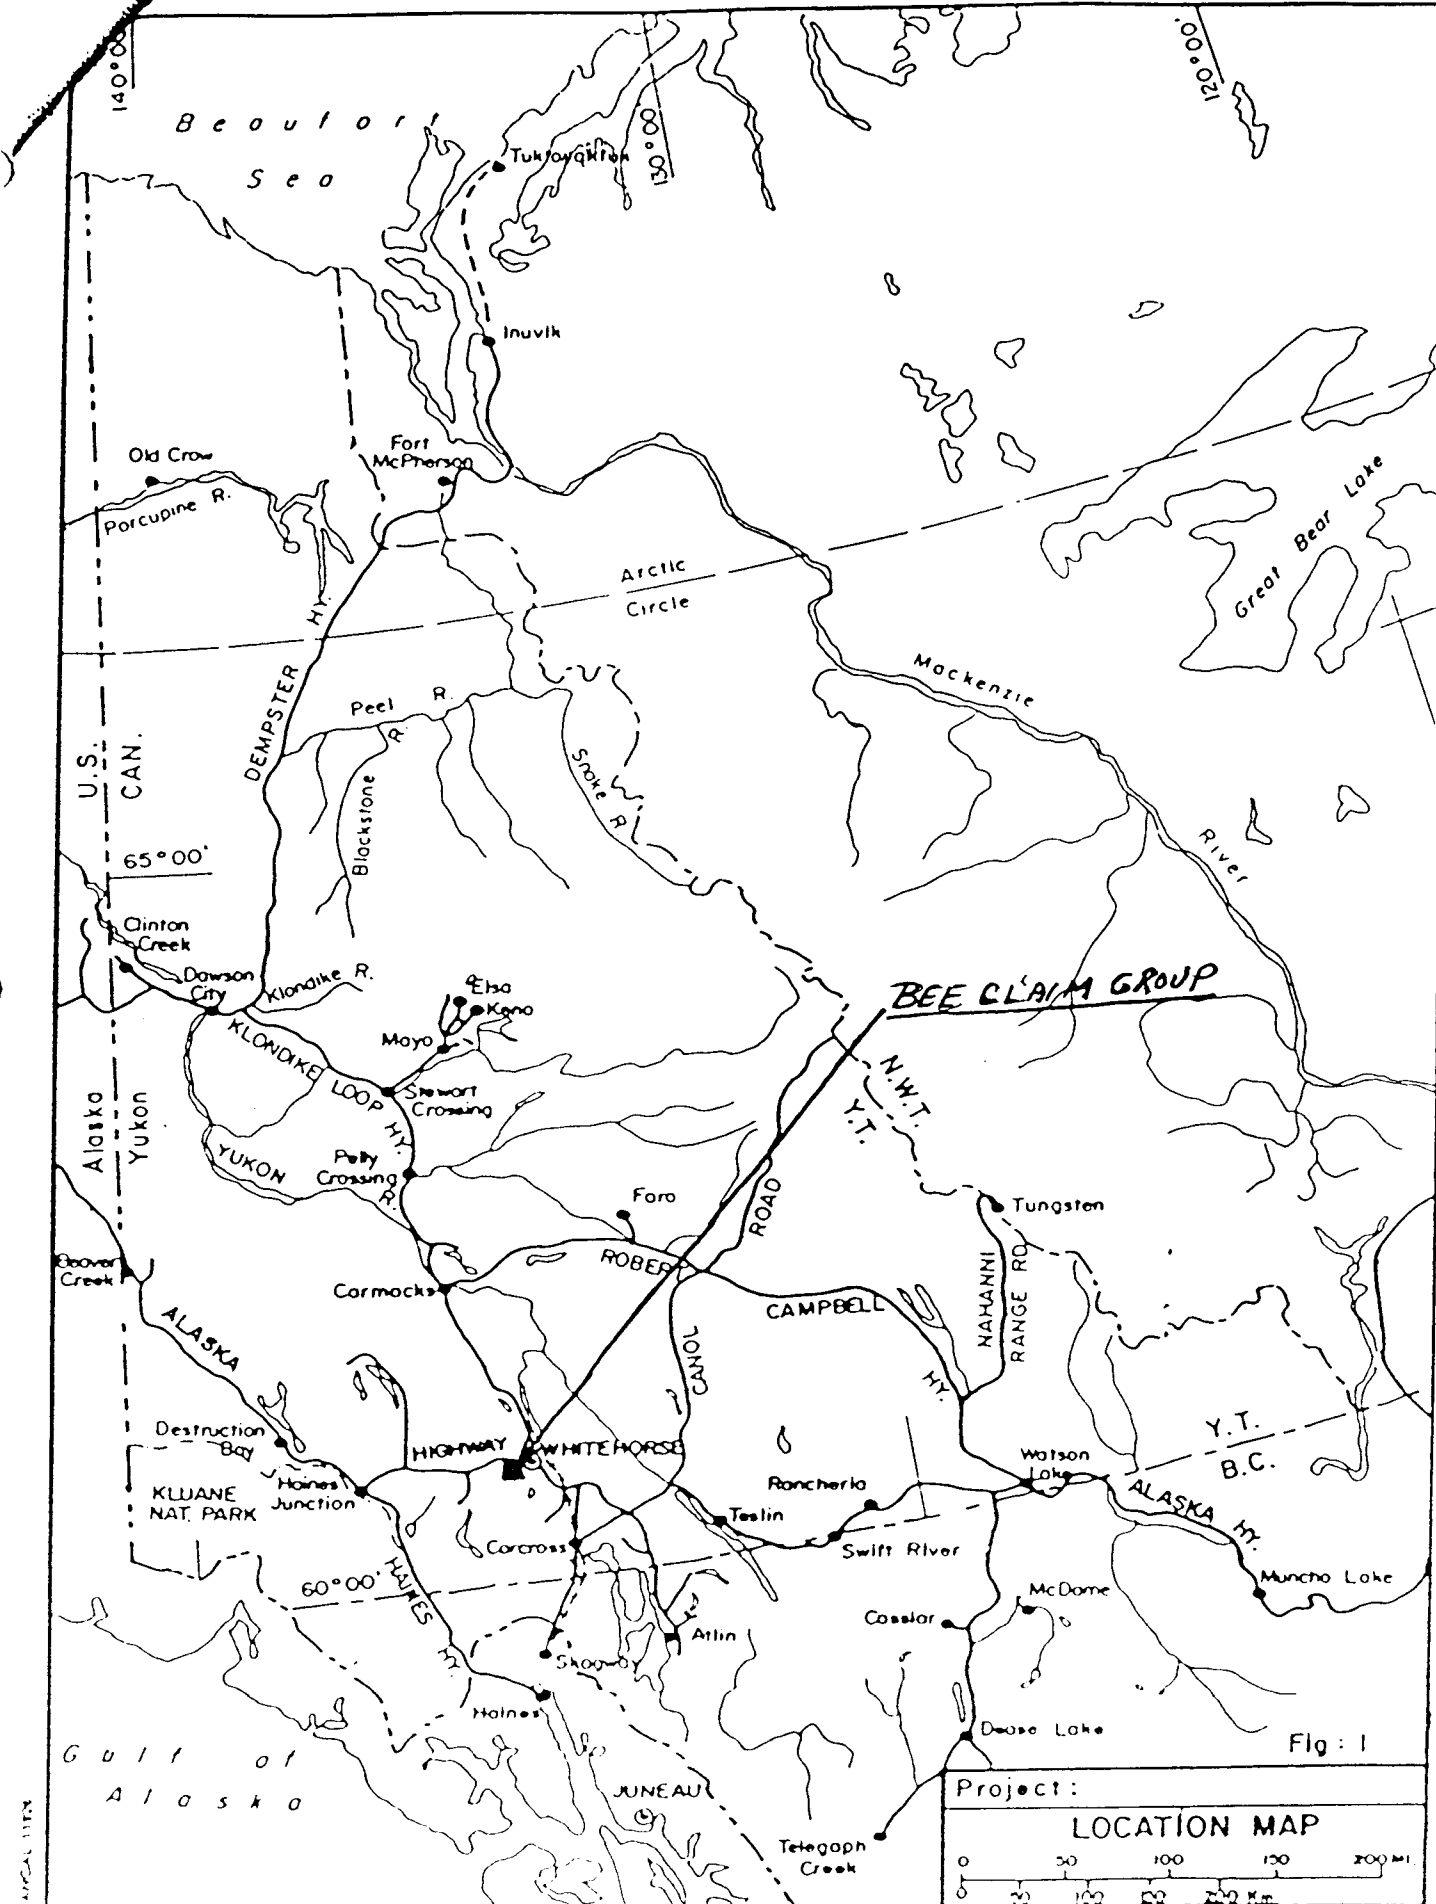 140°00'
130°00'
120°00'
Beaufort
Sea
Tuktoyaktuk
Inuvik
Fort
McPherson
Old Crow
Porcupine R.
Great Bear Lake
Arctic
Circle
DEMPSTER HY.
Mackenzie
River
Peel R.
Blackstone R.
Snake R.
U.S.
CAN.
65°00'
Clinton
Creek
Dawson
City
Klondike R.
Elsa
Keno
Mayo
BEE CLAIM GROUP
KLONDIKE LOOP HY.
Stewart
Crossing
N.W.T.
Y.T.
Alaska
Yukon
YUKON R.
Pelly
Crossing
Faro
ROAD
Tungsten
Beaver
Creek
ROBERT
CAMPBELL
HY.
NAHANNI
RANGE RD.
Carmacks
ALASKA
CANOL
Destruction
Bay
HIGHWAY
WHITEHORSE
Y.T.
B.C.
Watson
Lake
Haines
Junction
KLUANE
NAT. PARK
Rancheria
ALASKA HY.
Teslin
Carcross
Swift River
60°00'
HAINES HY.
McDame
Muncho Lake
Cassiar
Atlin
Skagway
Haines
Dease Lake
Gulf of
Alaska
Fig: 1
JUNEAU
Project:
LOCATION MAP
Telegaph
Creek
0 50 100 150 200 MI.